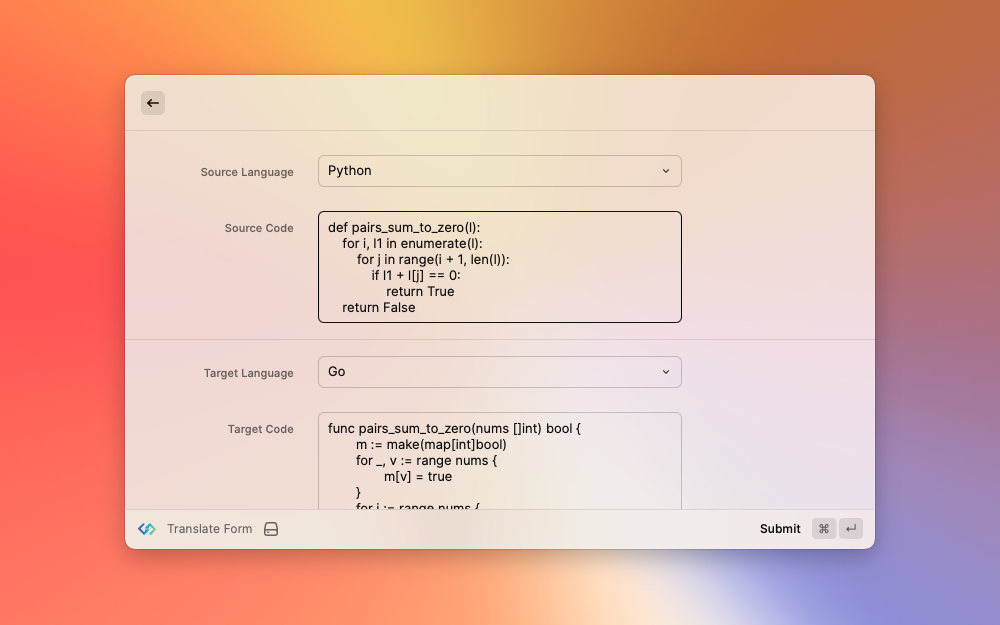 Source Language
Python
Source Code
def pairs_sum_to_zero(l):
    for i, l1 in enumerate(l):
        for j in range(i + 1, len(l)):
            if l1 + l[j] == 0:
                return True
    return False
Target Language
Go
Target Code
func pairs_sum_to_zero(nums []int) bool {
        m := make(map[int]bool)
        for _, v := range nums {
                m[v] = true
        }
        for i := range nums {
Translate Form
Submit ⌘ ↵